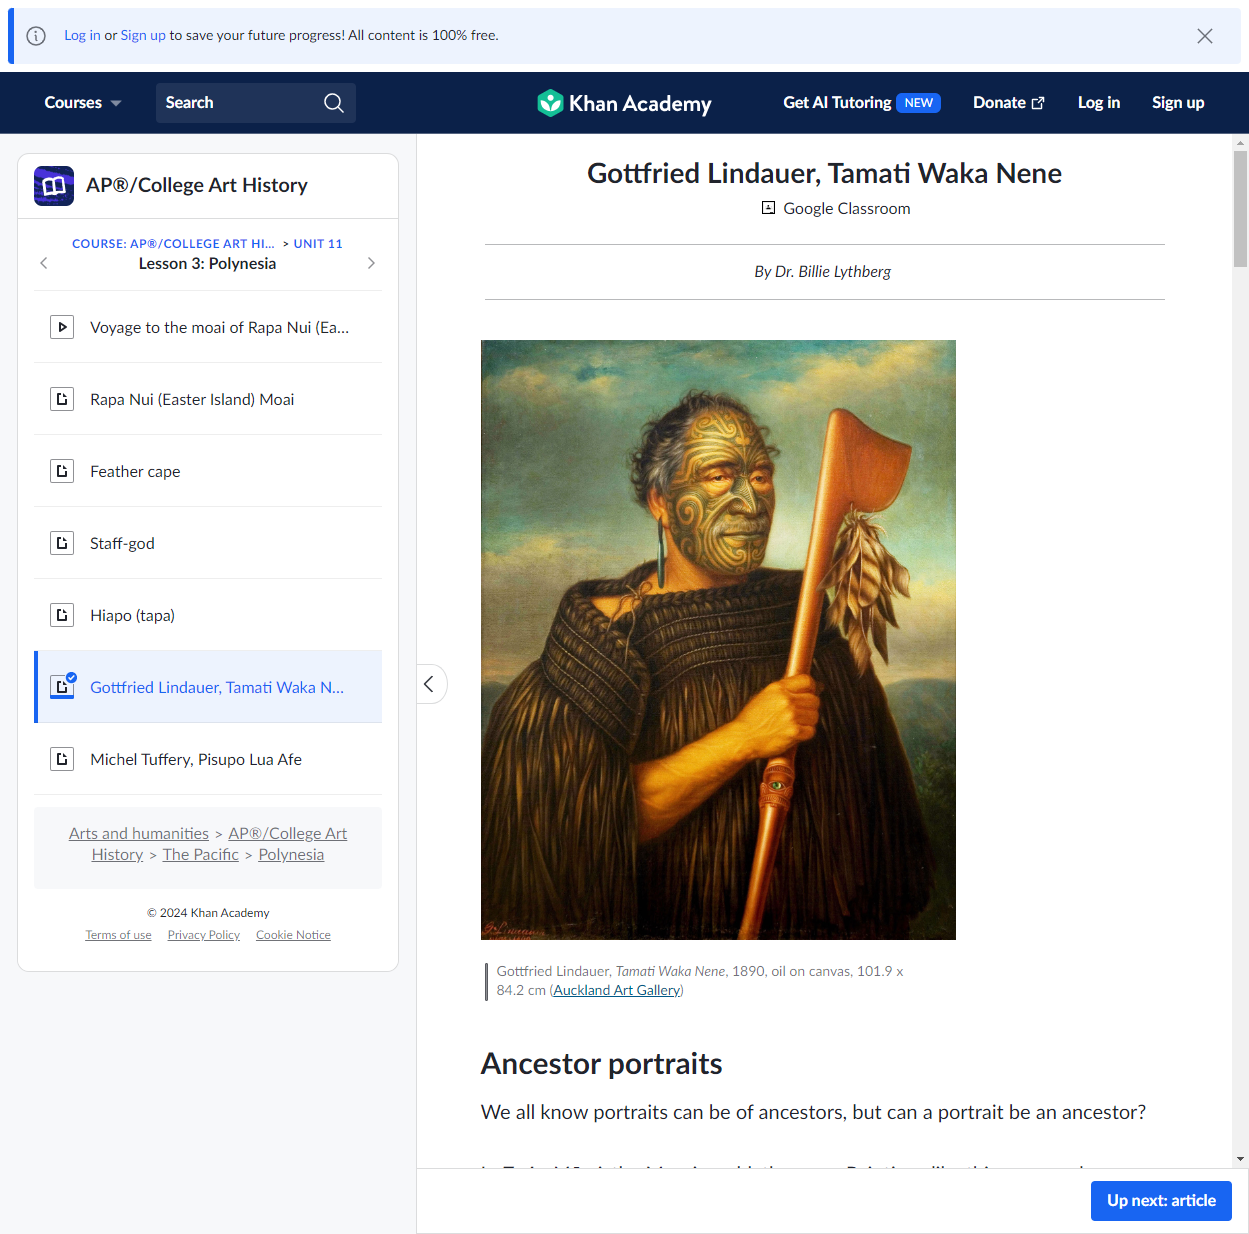 Log in or Sign up to save your future progress! All content is 100% free.
Courses
Search
Khan Academy
Get AI Tutoring NEW
Donate
Log in
Sign up
AP®/College Art History
COURSE: AP®/COLLEGE ART HI... > UNIT 11
Lesson 3: Polynesia
Voyage to the moai of Rapa Nui (Ea...
Rapa Nui (Easter Island) Moai
Feather cape
Staff-god
Hiapo (tapa)
Gottfried Lindauer, Tamati Waka N...
Michel Tuffery, Pisupo Lua Afe
Arts and humanities > AP®/College Art
History > The Pacific > Polynesia
© 2024 Khan Academy
Terms of use Privacy Policy Cookie Notice
Gottfried Lindauer, Tamati Waka Nene
Google Classroom
By Dr. Billie Lythberg
Gottfried Lindauer, Tamati Waka Nene, 1890, oil on canvas, 101.9 x
84.2 cm (Auckland Art Gallery)
Ancestor portraits
We all know portraits can be of ancestors, but can a portrait be an ancestor?
Up next: article